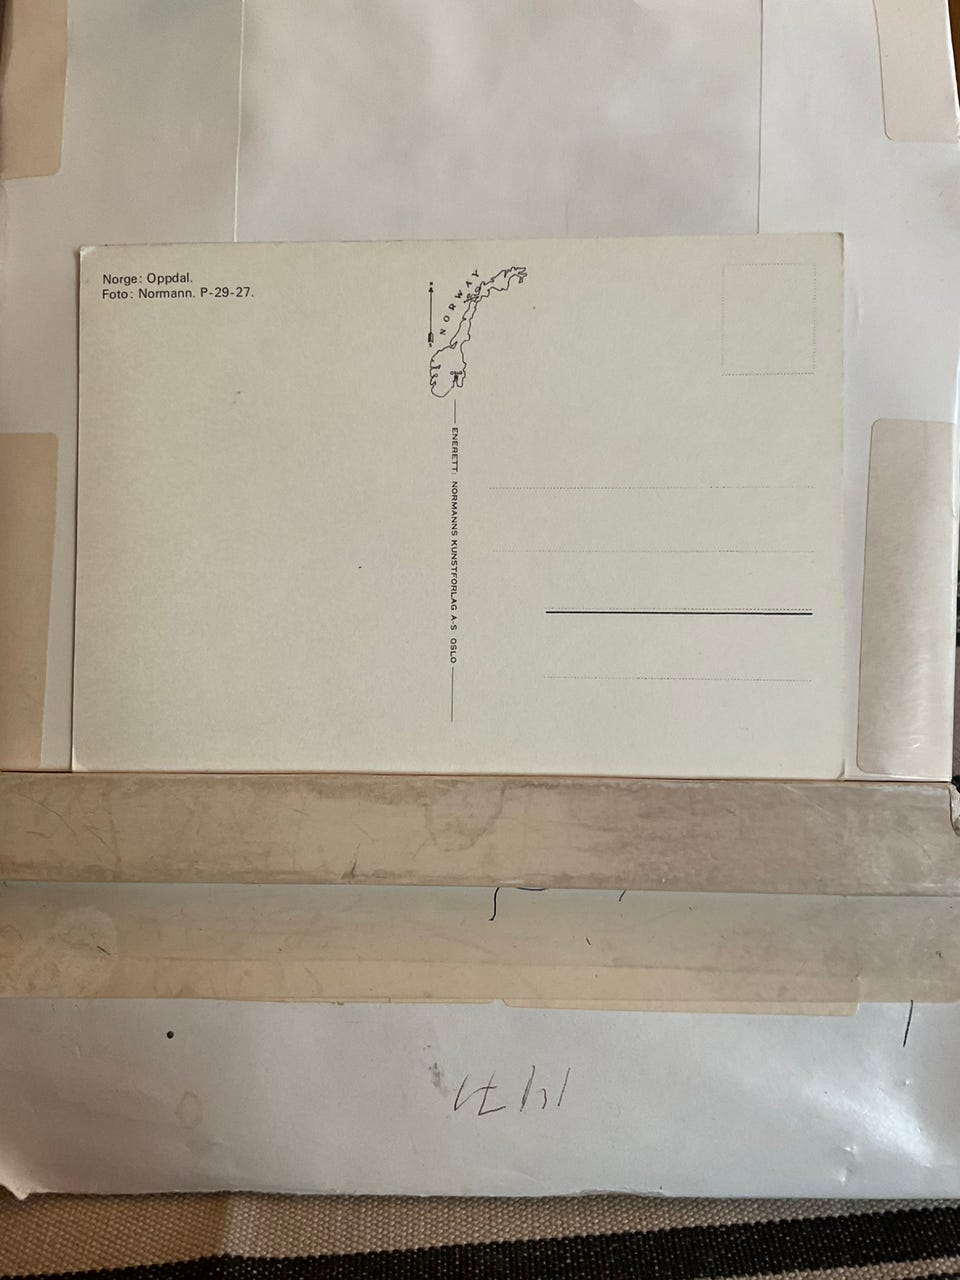 Norge: Oppdal.
Foto: Normann. P-29-27.
NORWAY
ENERETT: NORMANNS KUNSTFORLAG A-S OSLO